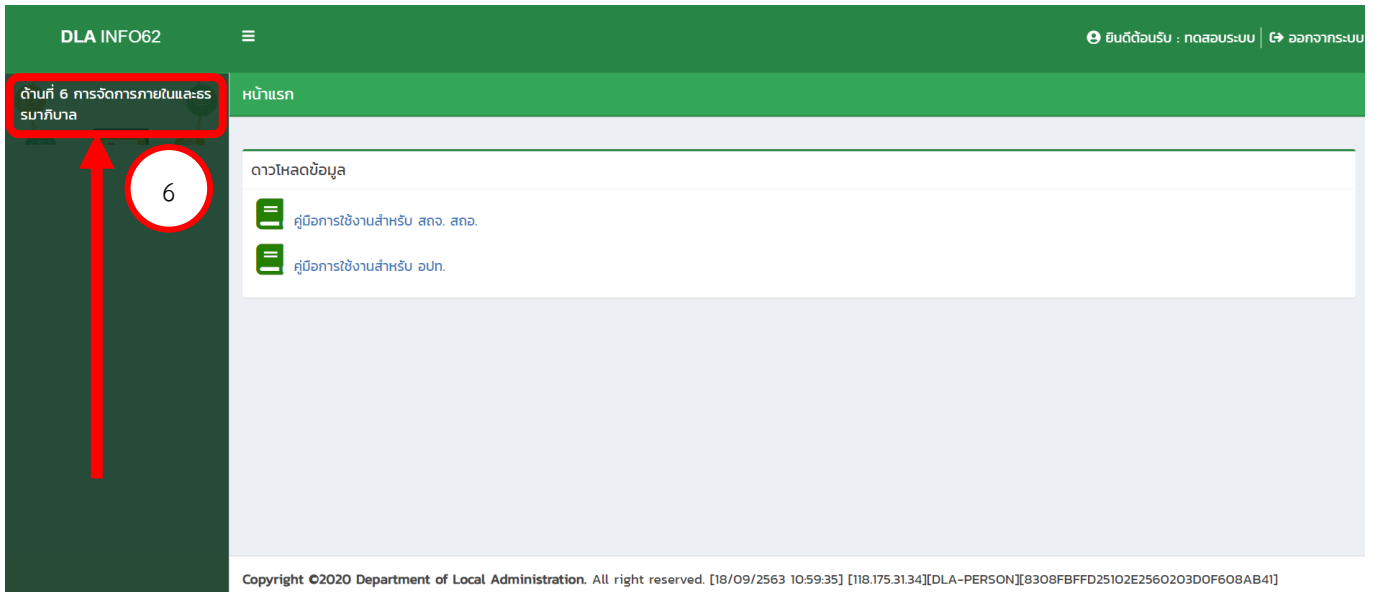 DLA INFO62
ยินดีต้อนรับ : ทดสอบระบบ ออกจากระบบ
ด้านที่ 6 การจัดการภายในและธร
รมาภิบาล
หน้าแรก
6
ดาวโหลดข้อมูล
คู่มือการใช้งานสำหรับ สถจ. สถอ.
คู่มือการใช้งานสำหรับ อปท.
Copyright ©2020 Department of Local Administration. All right reserved. [18/09/2563 10:59:35] [118.175.31.34][DLA-PERSON][8308FBFFD25102E2560203D0F608AB41]